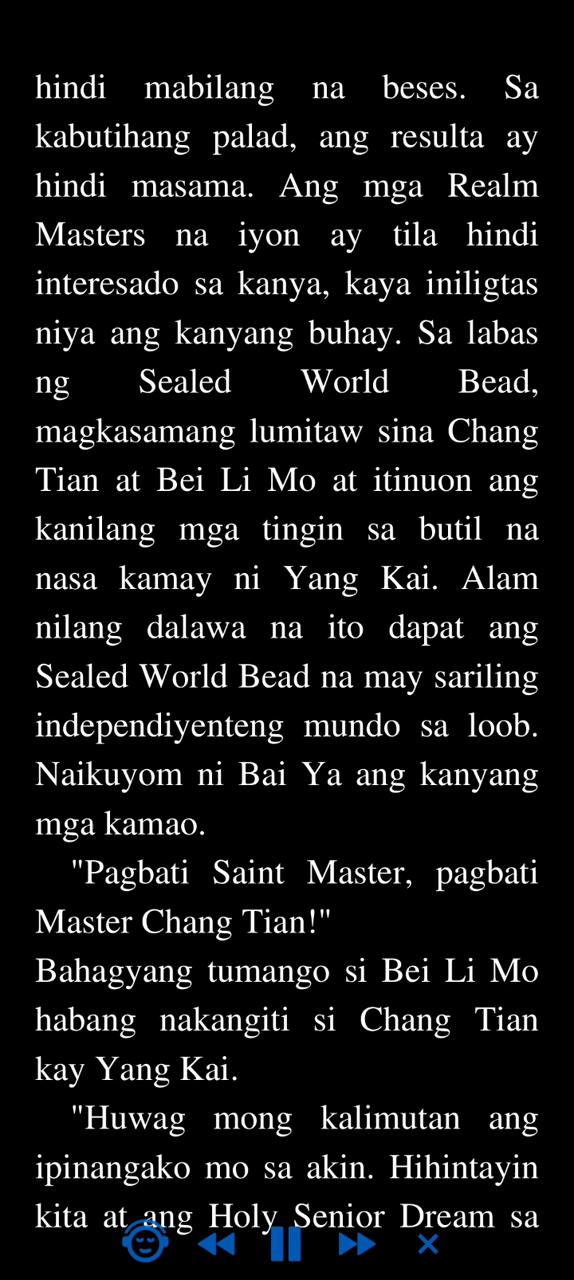 hindi mabilang na beses. Sa
kabutihang palad, ang resulta ay
hindi masama. Ang mga Realm
Masters na iyon ay tila hindi
interesado sa kanya, kaya iniligtas
niya ang kanyang buhay. Sa labas
ng Sealed World Bead,
magkasamang lumitaw sina Chang
Tian at Bei Li Mo at itinuon ang
kanilang mga tingin sa butil na
nasa kamay ni Yang Kai. Alam
nilang dalawa na ito dapat ang
Sealed World Bead na may sariling
independiyenteng mundo sa loob.
Naikuyom ni Bai Ya ang kanyang
mga kamao.
"Pagbati Saint Master, pagbati
Master Chang Tian!"
Bahagyang tumango si Bei Li Mo
habang nakangiti si Chang Tian
kay Yang Kai.
"Huwag mong kalimutan ang
ipinangako mo sa akin. Hihintayin
kita at ang Holy Senior Dream sa